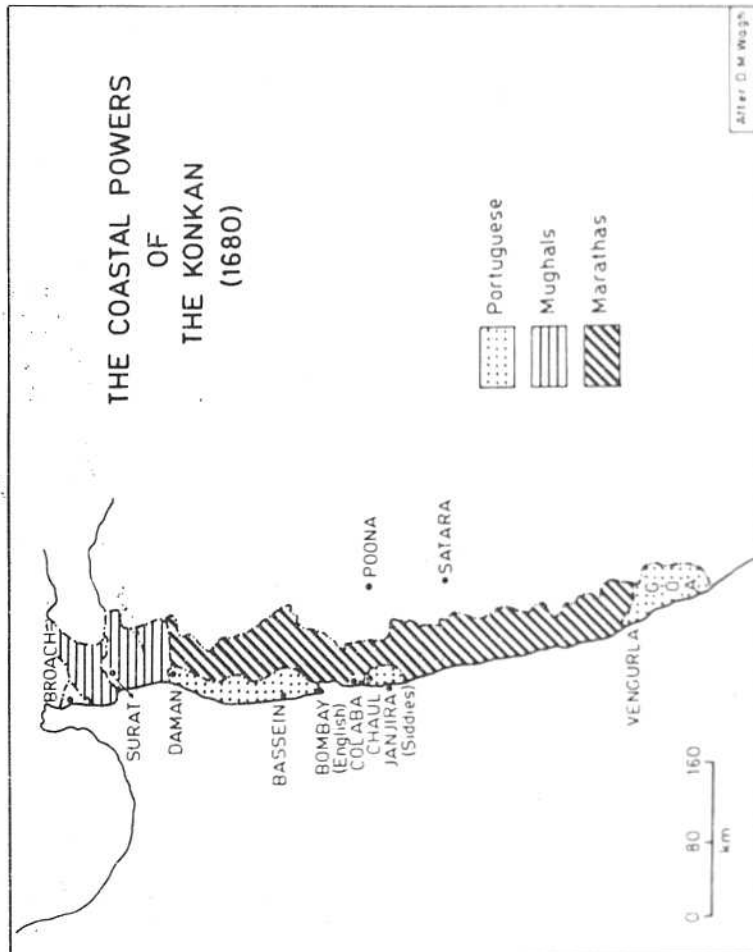 THE COASTAL POWERS
OF
THE KONKAN
(1680)
BROACH
SURAT
DAMAN
BASSEIN
BOMBAY
(English)
COLABA
CHAUL
JANJIRA
(Siddies)
POONA
SATARA
VENGURLA
GOA
Portuguese
Mughals
Marathas
0 80 160
km
After D.M Wagh